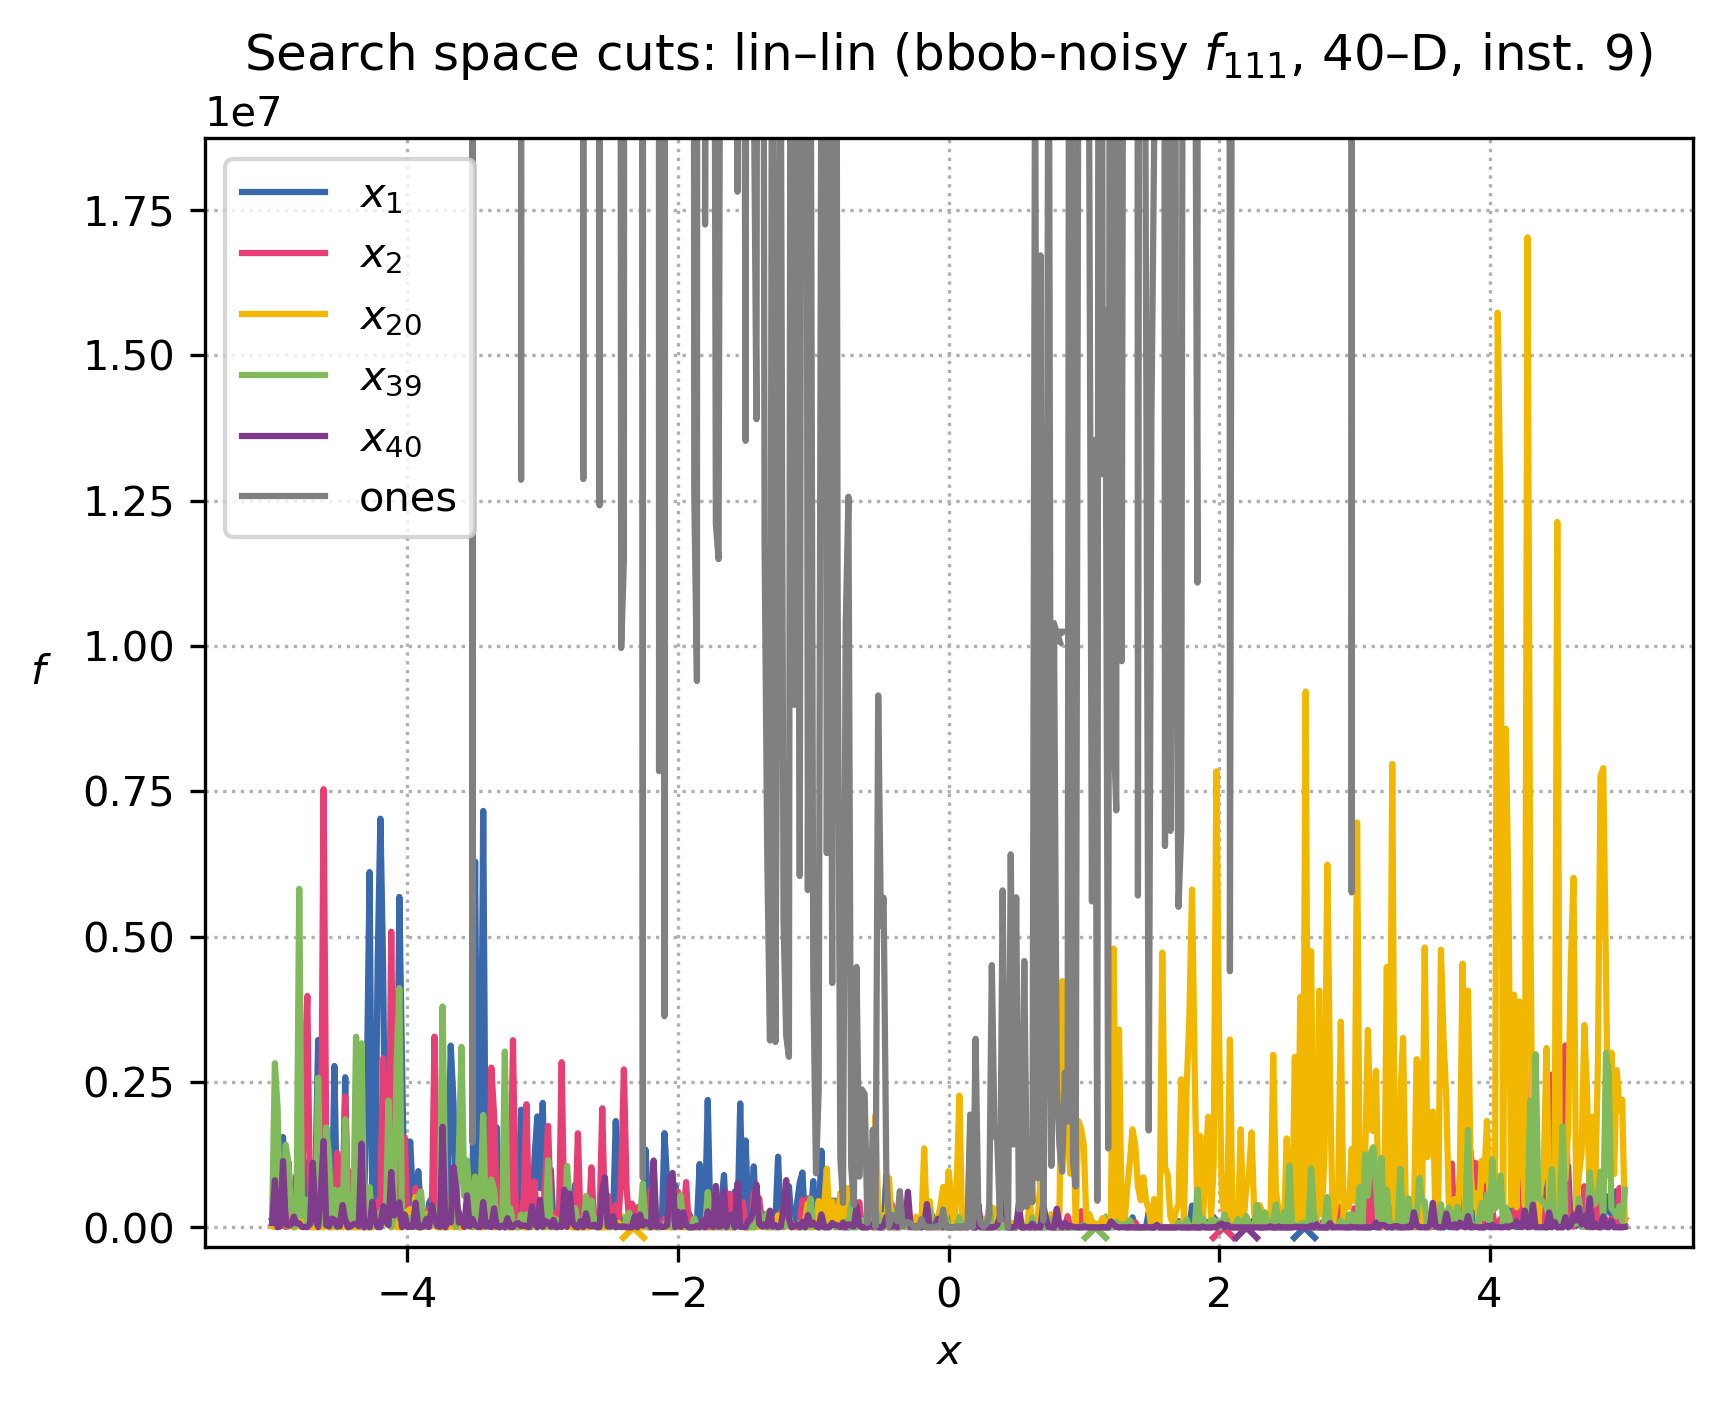 Search space cuts: lin–lin (bbob-noisy f₁₁₁, 40–D, inst. 9)
1e7
x₁
x₂
x₂₀
x₃₉
x₄₀
ones
1.75
1.50
1.25
1.00
0.75
0.50
0.25
0.00
f
−4 −2 0 2 4
x